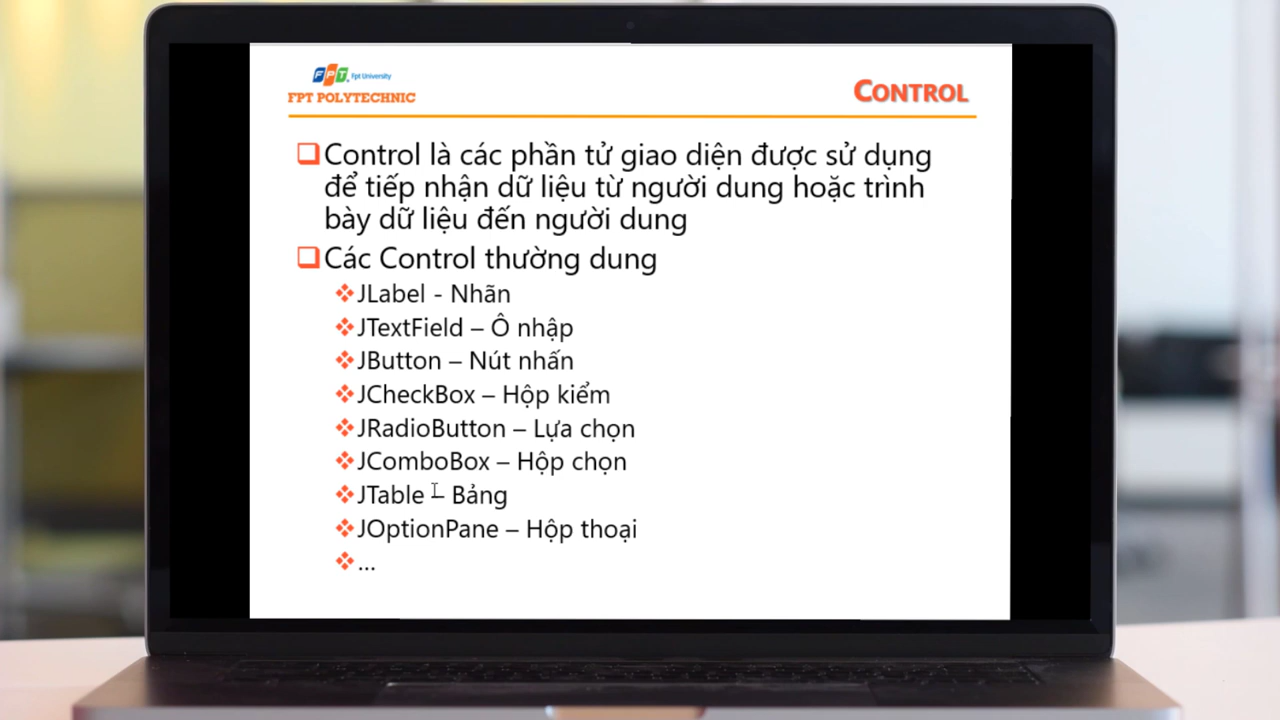 FPT Fpt University
FPT POLYTECHNIC
CONTROL
Control là các phần tử giao diện được sử dụng
để tiếp nhận dữ liệu từ người dung hoặc trình
bày dữ liệu đến người dung
Các Control thường dung
JLabel - Nhãn
JTextField – Ô nhập
JButton – Nút nhấn
JCheckBox – Hộp kiểm
JRadioButton – Lựa chọn
JComboBox – Hộp chọn
JTable – Bảng
JOptionPane – Hộp thoại
...